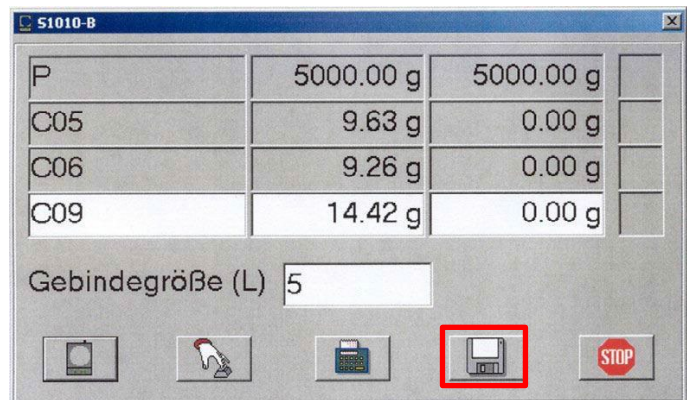 S1010-B
P 5000.00 g 5000.00 g
C05 9.63 g 0.00 g
C06 9.26 g 0.00 g
C09 14.42 g 0.00 g
Gebindegröße (L) 5
STOP